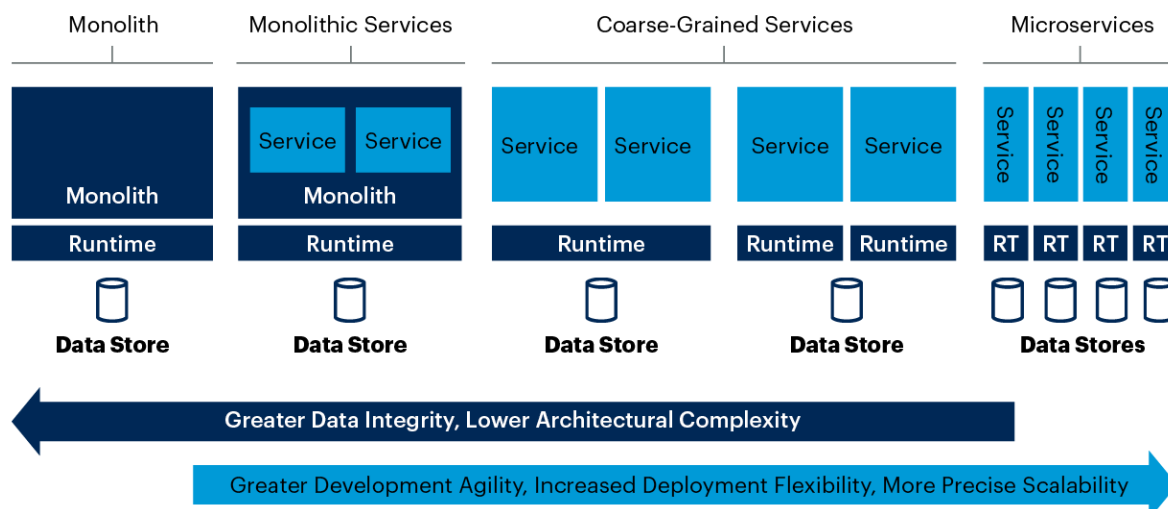 Monolith
Monolithic Services
Coarse-Grained Services
Microservices
Monolith
Runtime
Data Store
Service
Service
Monolith
Runtime
Data Store
Service
Service
Runtime
Data Store
Service
Service
Runtime
Runtime
Data Store
Service
Service
Service
Service
RT
RT
RT
RT
Data Stores
Greater Data Integrity, Lower Architectural Complexity
Greater Development Agility, Increased Deployment Flexibility, More Precise Scalability